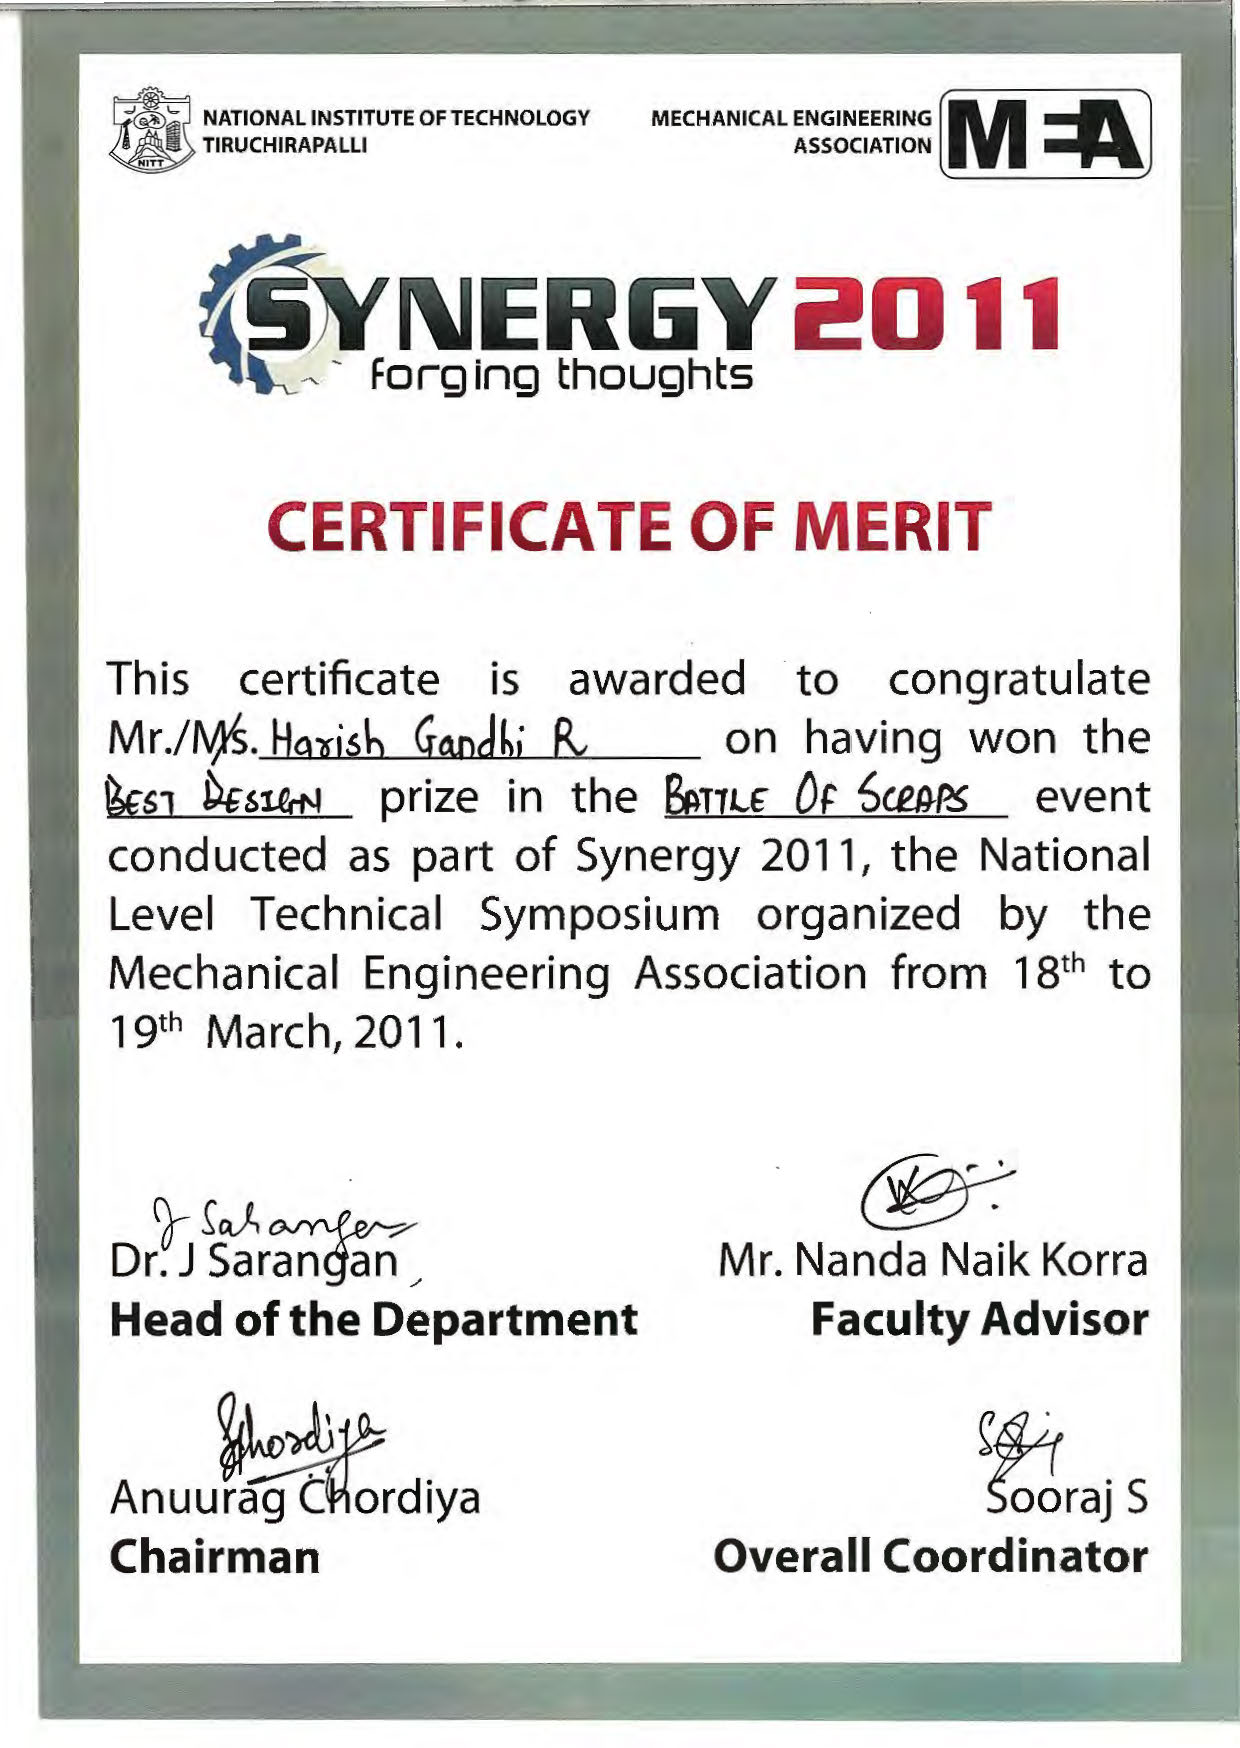 NITT
NATIONAL INSTITUTE OF TECHNOLOGY
TIRUCHIRAPALLI
MECHANICAL ENGINEERING
ASSOCIATION
MEA
SYNERGY 2011
forging thoughts
CERTIFICATE OF MERIT
This certificate is awarded to congratulate
Mr./Ms. Harish Gandhi R on having won the
BEST DESIGN prize in the BATTLE OF SCRAPS event
conducted as part of Synergy 2011, the National
Level Technical Symposium organized by the
Mechanical Engineering Association from 18th to
19th March, 2011.
J Sarangan
Dr. J Sarangan
Head of the Department
Mr. Nanda Naik Korra
Faculty Advisor
Chordiya
Anuurag Chordiya
Chairman
Sooraj S
Overall Coordinator